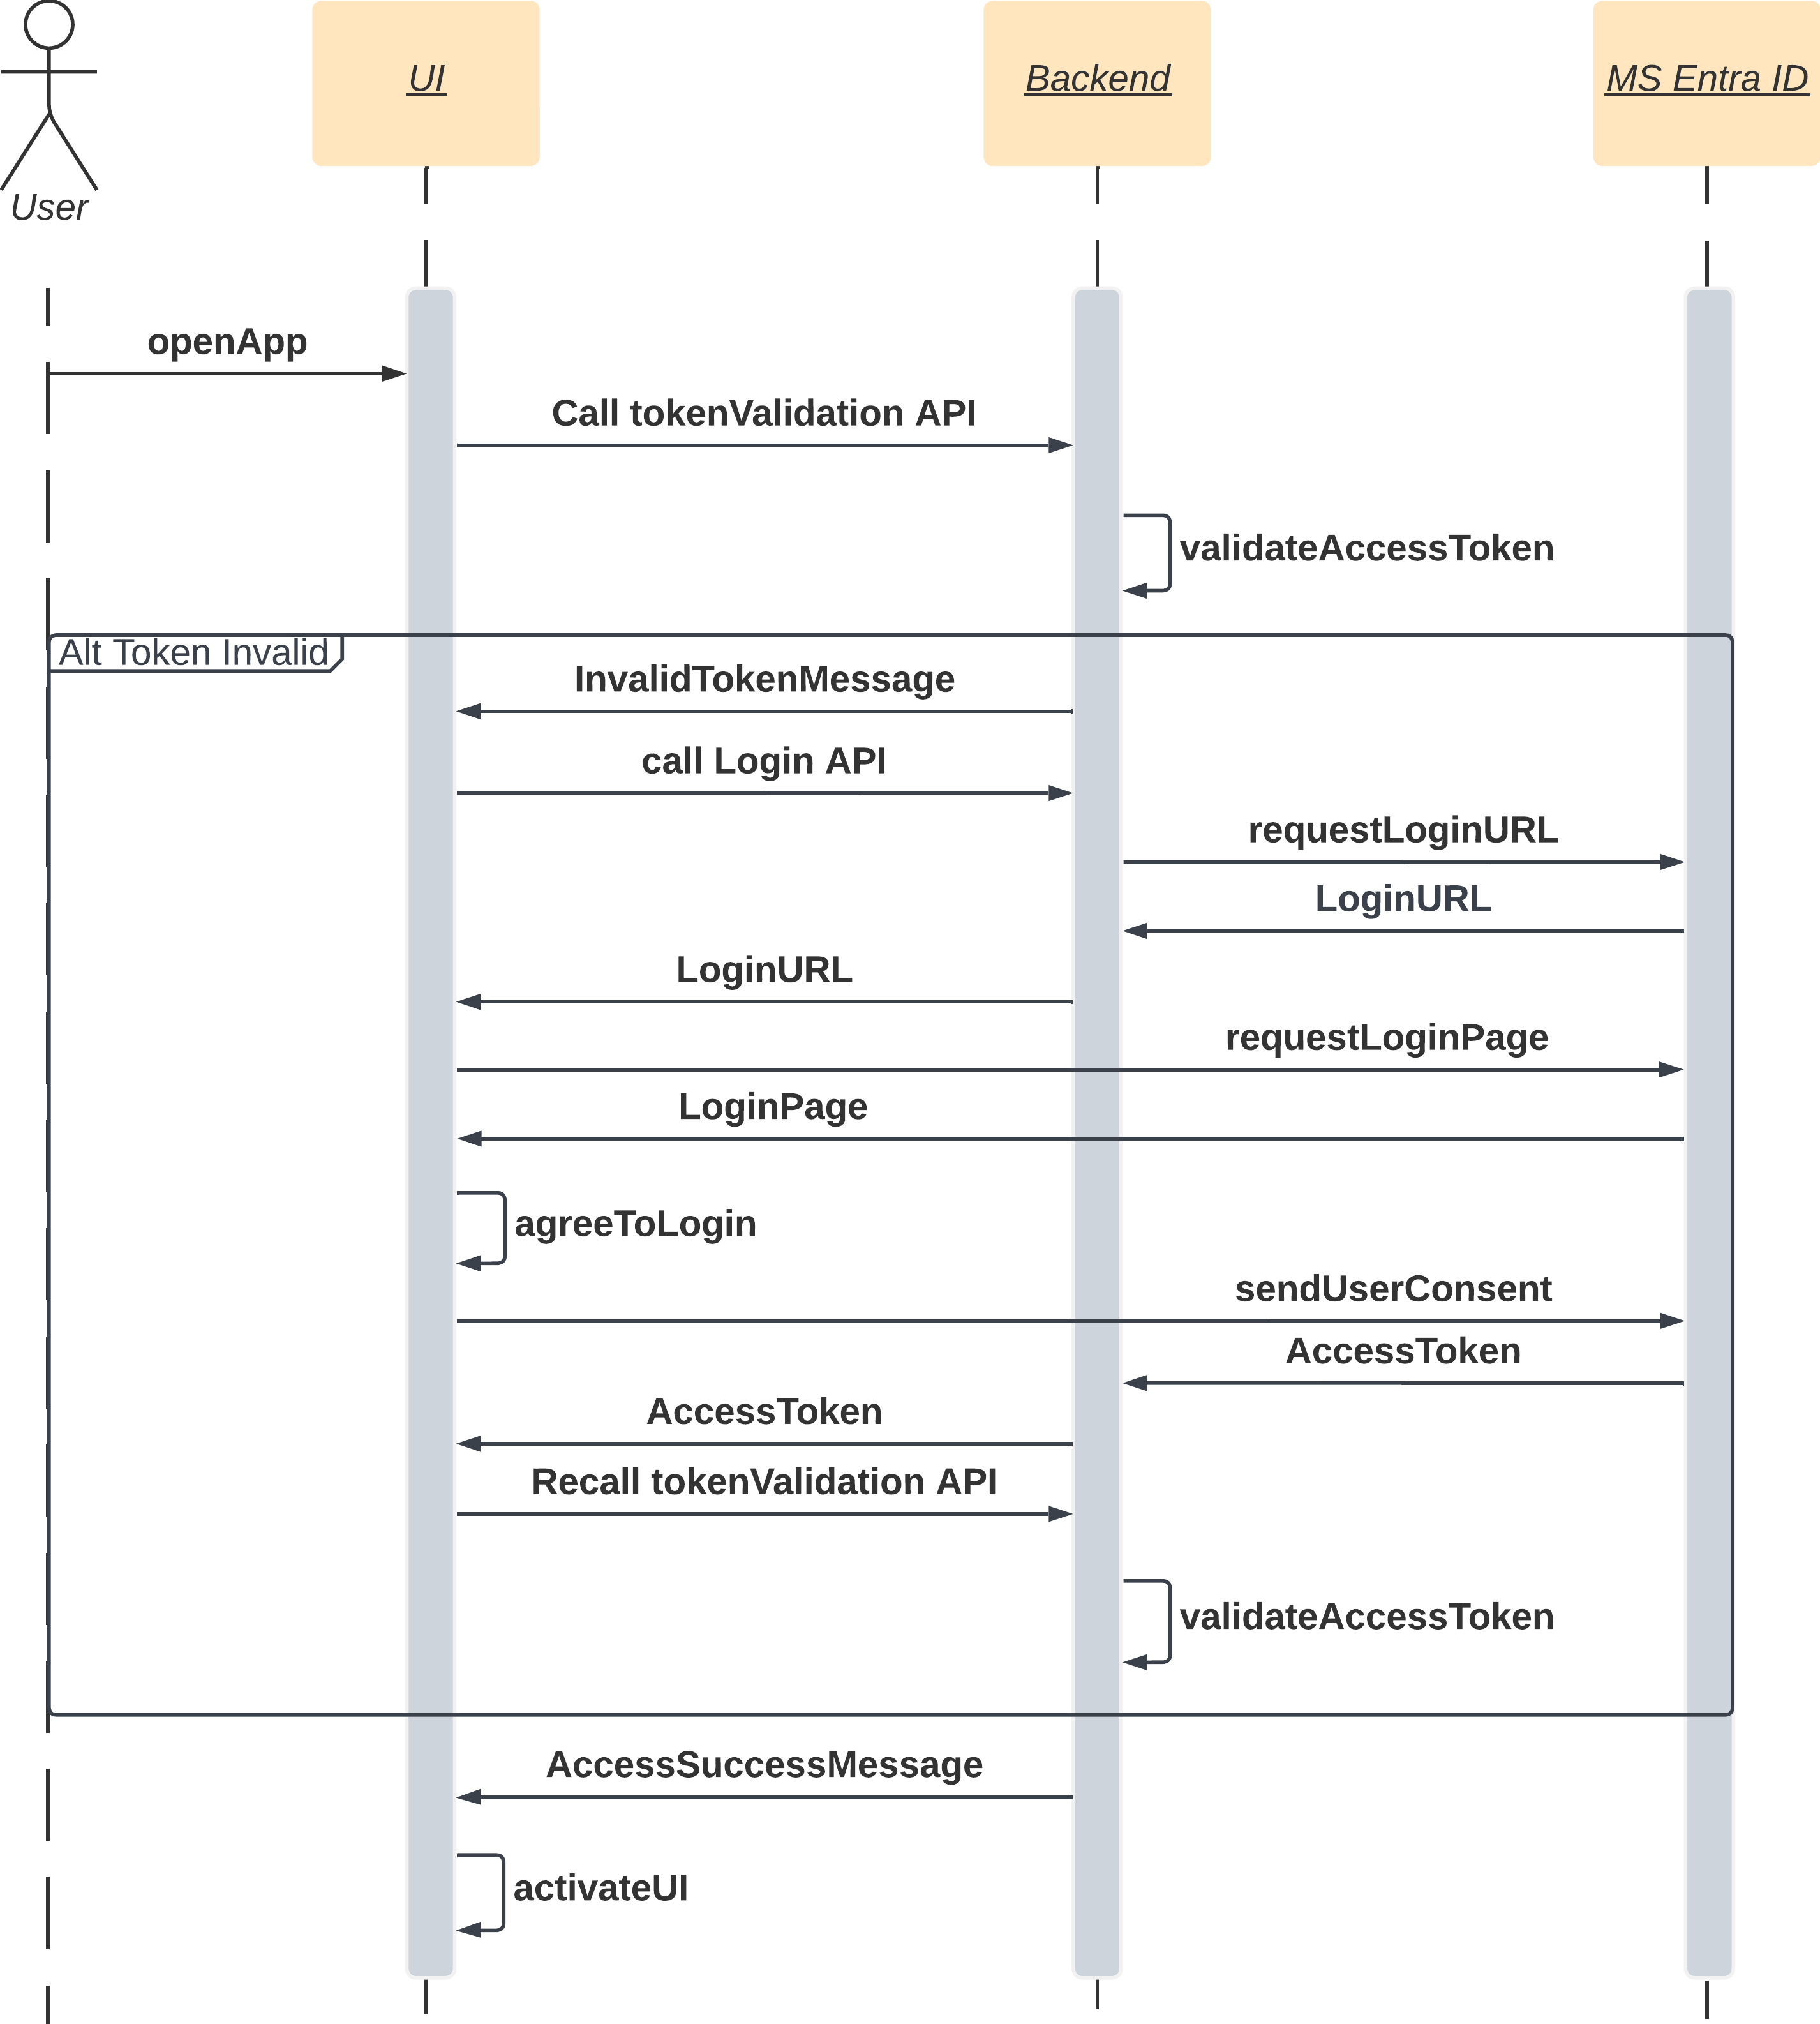 UI
Backend
MS Entra ID
User
openApp
Call tokenValidation API
validateAccessToken
Alt Token Invalid
InvalidTokenMessage
call Login API
requestLoginURL
LoginURL
LoginURL
requestLoginPage
LoginPage
agreeToLogin
sendUserConsent
AccessToken
AccessToken
Recall tokenValidation API
validateAccessToken
AccessSuccessMessage
activateUI